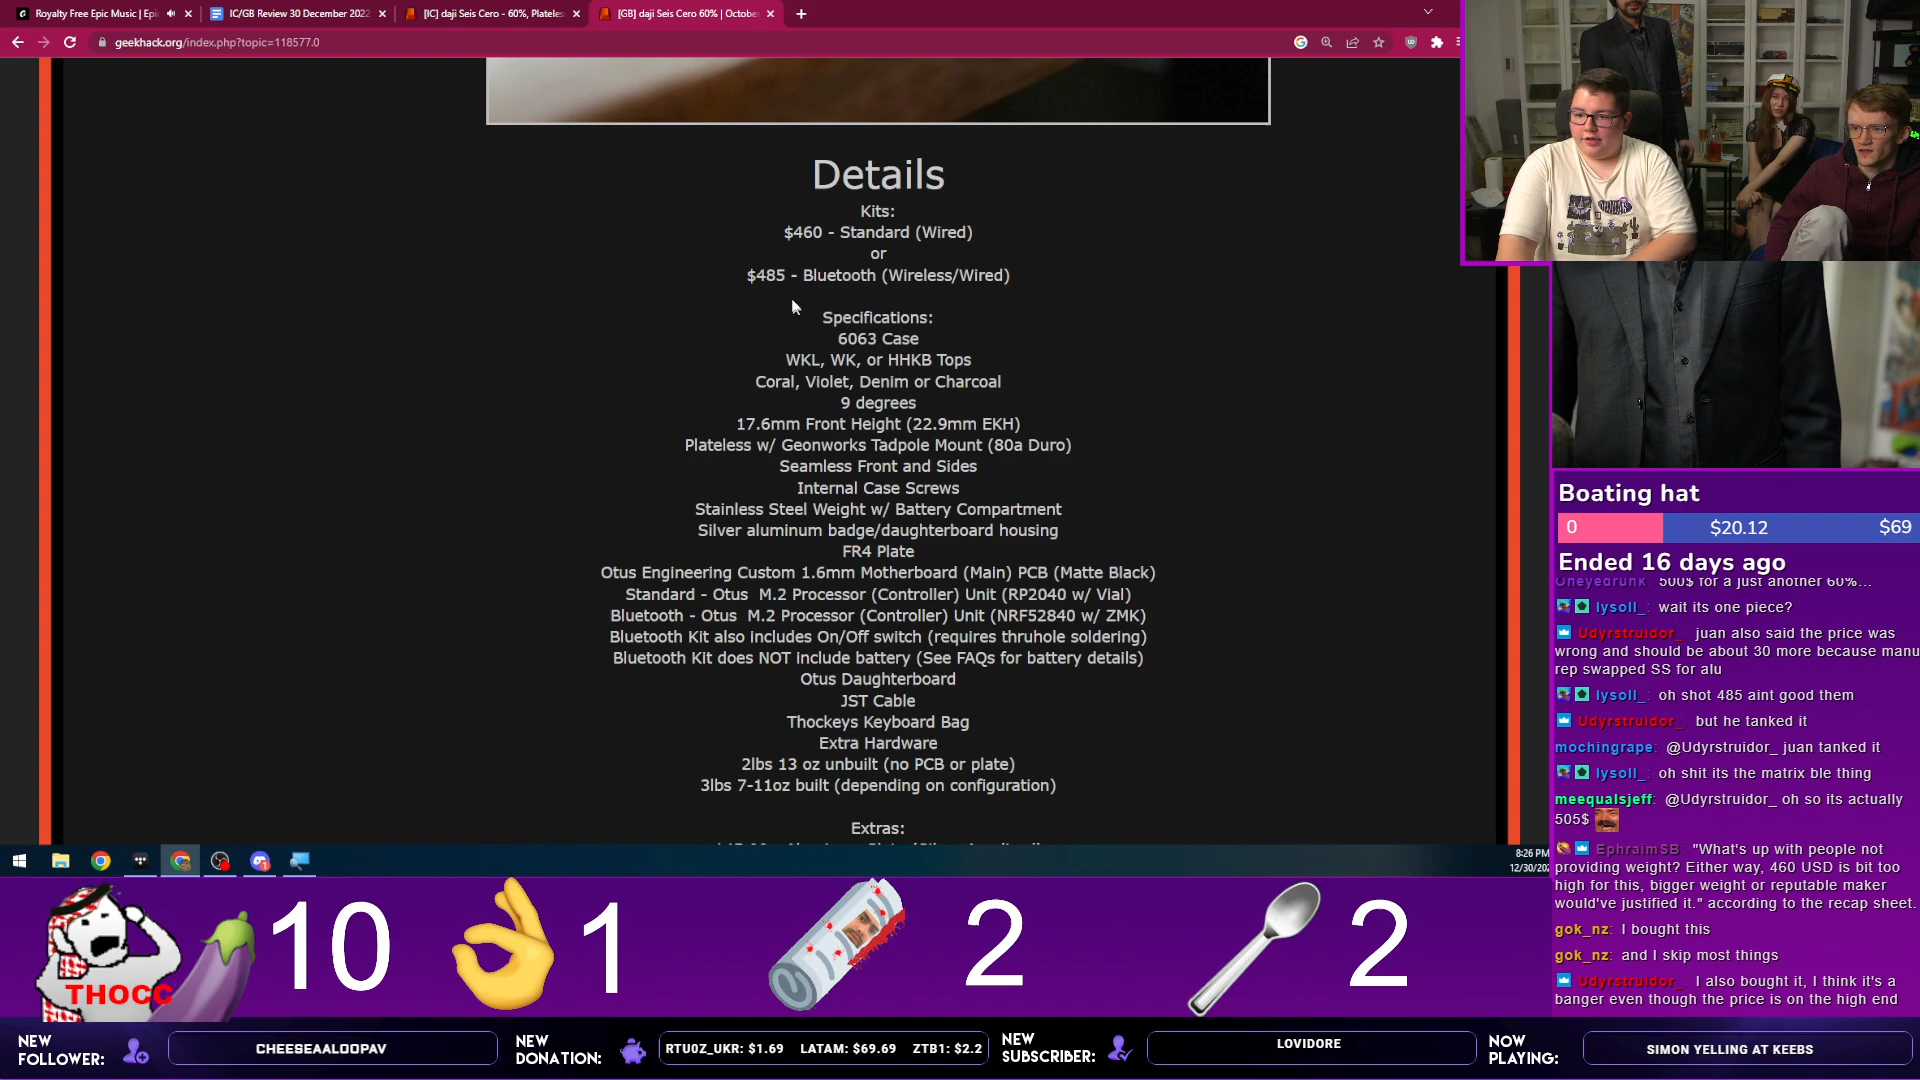 Royalty Free Epic Music | Epi
IC/GB Review 30 December 2022
[IC] daji Seis Cero - 60%, Plateles
[GB] daji Seis Cero 60% | October
geekhack.org/index.php?topic=118577.0
Details
Kits:
$460 - Standard (Wired)
or
$485 - Bluetooth (Wireless/Wired)
Specifications:
6063 Case
WKL, WK, or HHKB Tops
Coral, Violet, Denim or Charcoal
9 degrees
17.6mm Front Height (22.9mm EKH)
Plateless w/ Geonworks Tadpole Mount (80a Duro)
Seamless Front and Sides
Internal Case Screws
Stainless Steel Weight w/ Battery Compartment
Silver aluminum badge/daughterboard housing
FR4 Plate
Otus Engineering Custom 1.6mm Motherboard (Main) PCB (Matte Black)
Standard - Otus M.2 Processor (Controller) Unit (RP2040 w/ Vial)
Bluetooth - Otus M.2 Processor (Controller) Unit (NRF52840 w/ ZMK)
Bluetooth Kit also includes On/Off switch (requires thruhole soldering)
Bluetooth Kit does NOT include battery (See FAQs for battery details)
Otus Daughterboard
JST Cable
Thockeys Keyboard Bag
Extra Hardware
2lbs 13 oz unbuilt (no PCB or plate)
3lbs 7-11oz built (depending on configuration)
Extras:
8:26 PM
12/30/202
Boating hat
0 $20.12 $69
Ended 16 days ago
Oneyedrunk: 500$ for a just another 60%...
lysoll_: wait its one piece?
Udyrstruidor_: juan also said the price was
wrong and should be about 30 more because manu
rep swapped SS for alu
lysoll_: oh shot 485 aint good them
Udyrstruidor_: but he tanked it
mochingrape: @Udyrstruidor_ juan tanked it
lysoll_: oh shit its the matrix ble thing
meequalsjeff: @Udyrstruidor_ oh so its actually
505$
EphraimSB: "What's up with people not
providing weight? Either way, 460 USD is bit too
high for this, bigger weight or reputable maker
would've justified it." according to the recap sheet.
gok_nz: I bought this
gok_nz: and I skip most things
Udyrstruidor_: I also bought it, I think it's a
banger even though the price is on the high end
THOCC
10
1
2
2
NEW
FOLLOWER:
CHEESEAALOOPAV
NEW
DONATION:
RTU0Z_UKR: $1.69 LATAM: $69.69 ZTB1: $2.2
NEW
SUBSCRIBER:
LOVIDORE
NOW
PLAYING:
SIMON YELLING AT KEEBS